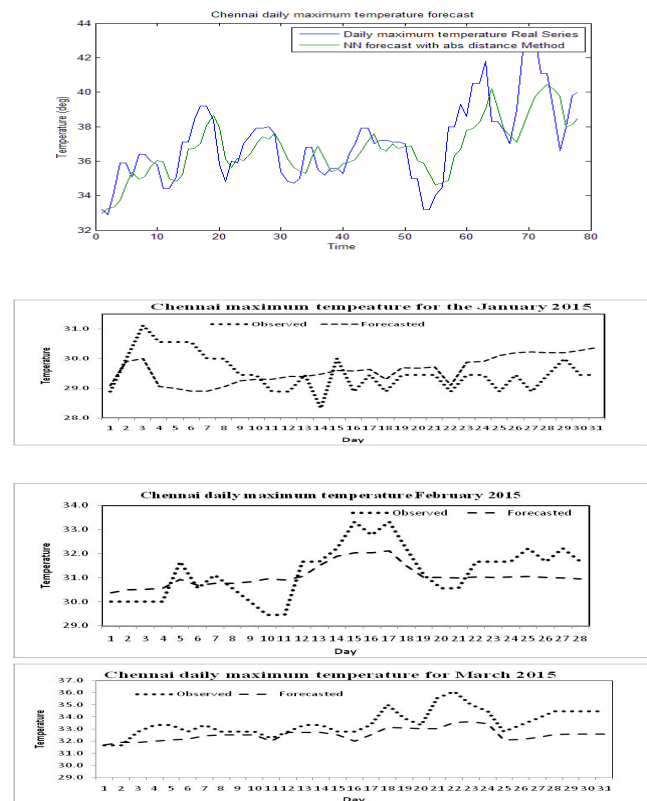 Chennai daily maximum temperature forecast
44
Daily maximum temperature Real Series
NN forecast with abs distance Method
42
40
38
36
34
32
Temperature (deg)
0 10 20 30 40 50 60 70 80
Time
Chennai maximum tempeature for the January 2015
Observed Forecasted
31.0
30.0
29.0
28.0
Temperature
1 2 3 4 5 6 7 8 9 10 11 12 13 14 15 16 17 18 19 20 21 22 23 24 25 26 27 28 29 30 31
Day
Chennai daily maximum temperature February 2015
Observed Forecasted
34.0
33.0
32.0
31.0
30.0
29.0
Temperature
1 2 3 4 5 6 7 8 9 10 11 12 13 14 15 16 17 18 19 20 21 22 23 24 25 26 27 28
Day
Chennai daily maximum temperature for March 2015
Observed Forecasted
37.0
36.0
35.0
34.0
33.0
32.0
31.0
30.0
29.0
Temperature
1 2 3 4 5 6 7 8 9 10 11 12 13 14 15 16 17 18 19 20 21 22 23 24 25 26 27 28 29 30 31
Day